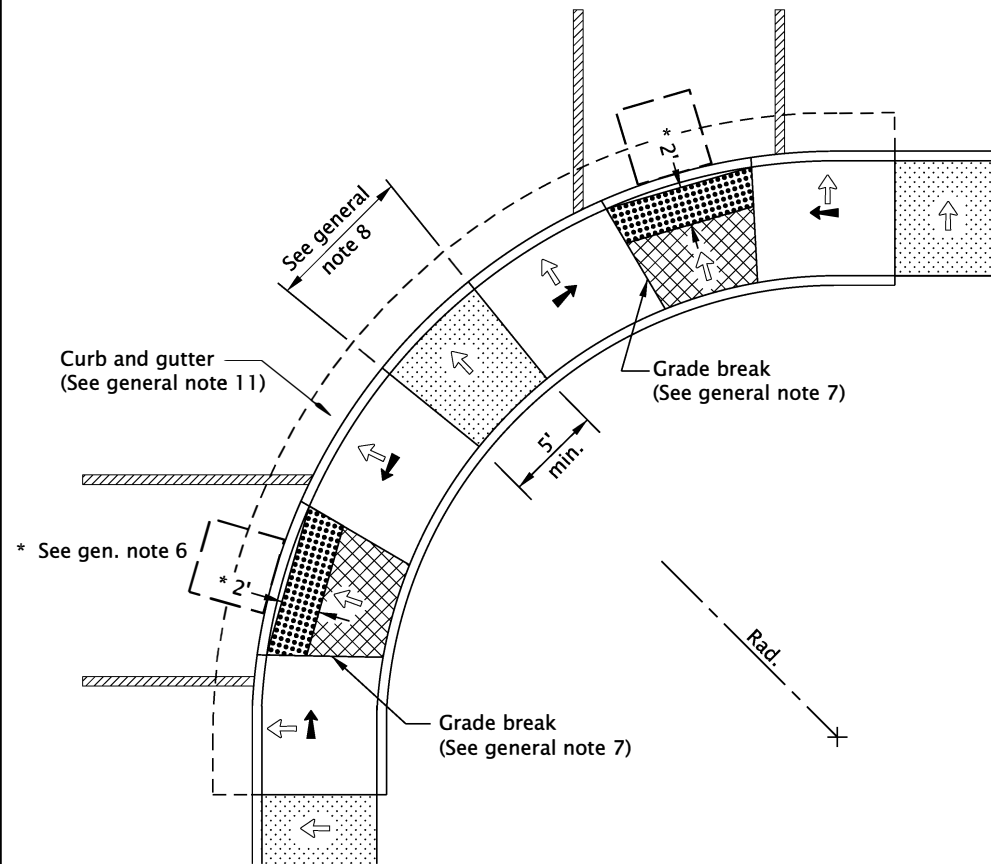 * 2'
See general
note 8
Curb and gutter
(See general note 11)
Grade break
(See general note 7)
5'
min.
* See gen. note 6
* 2'
Rad.
Grade break
(See general note 7)